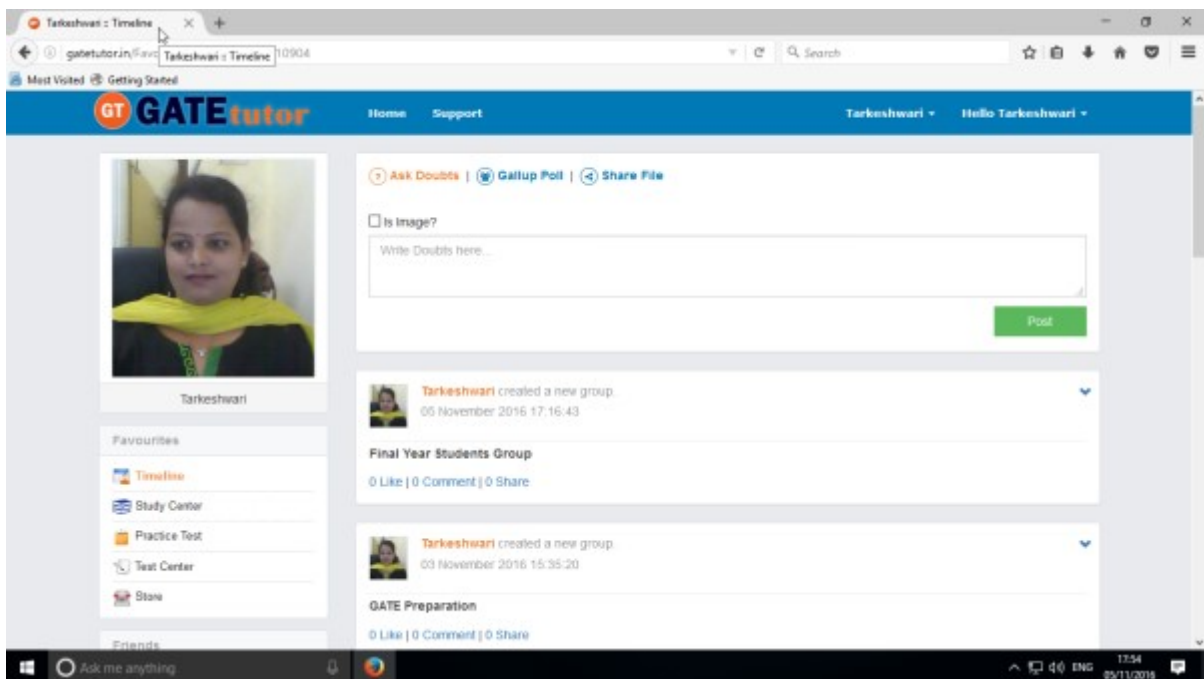 Tarkeshwari :: Timeline
gatetutor.in/Favo 10904
Tarkeshwari :: Timeline
Search
Most Visited Getting Started
GT GATEtutor Home Support Tarkeshwari Hello Tarkeshwari
Ask Doubts | Gallup Poll | Share File
Is Image?
Write Doubts here...
Post
Tarkeshwari
Tarkeshwari created a new group.
05 November 2016 17:16:43
Final Year Students Group
0 Like | 0 Comment | 0 Share
Favourites
Timeline
Study Center
Practice Test
Test Center
Store
Friends
Tarkeshwari created a new group.
03 November 2016 15:35:20
GATE Preparation
0 Like | 0 Comment | 0 Share
Ask me anything
ENG
17:54
05/11/2016